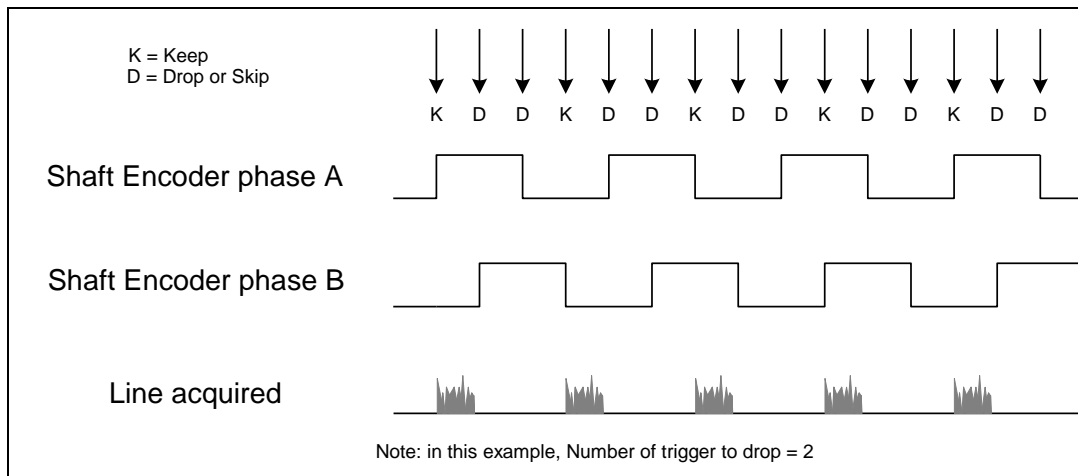 K = Keep
D = Drop or Skip
K D D K D D K D D K D D K D D
Shaft Encoder phase A
Shaft Encoder phase B
Line acquired
Note: in this example, Number of trigger to drop = 2